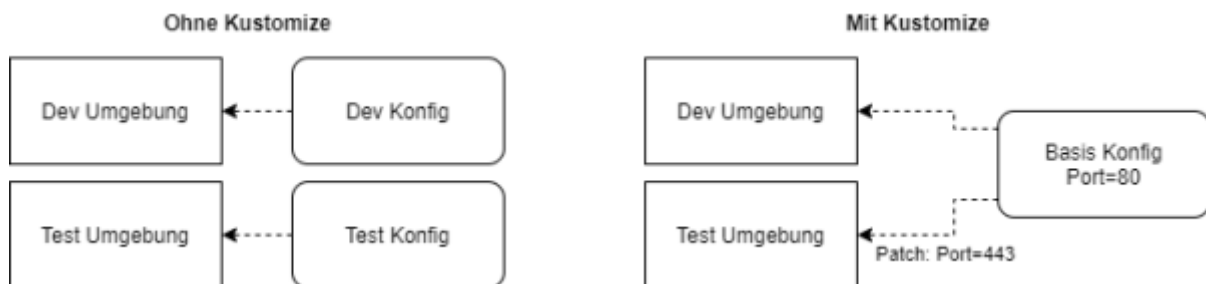 Ohne Kustomize
Dev Umgebung
Dev Konfig
Test Umgebung
Test Konfig
Mit Kustomize
Dev Umgebung
Basis Konfig
Port=80
Test Umgebung
Patch: Port=443